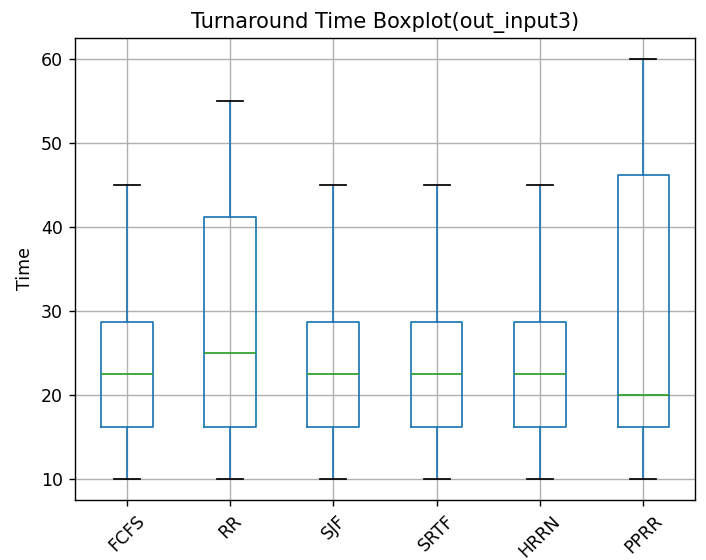 Turnaround Time Boxplot(out_input3)
60
50
40
30
20
10
Time
FCFS
RR
SJF
SRTF
HRRN
PPRR